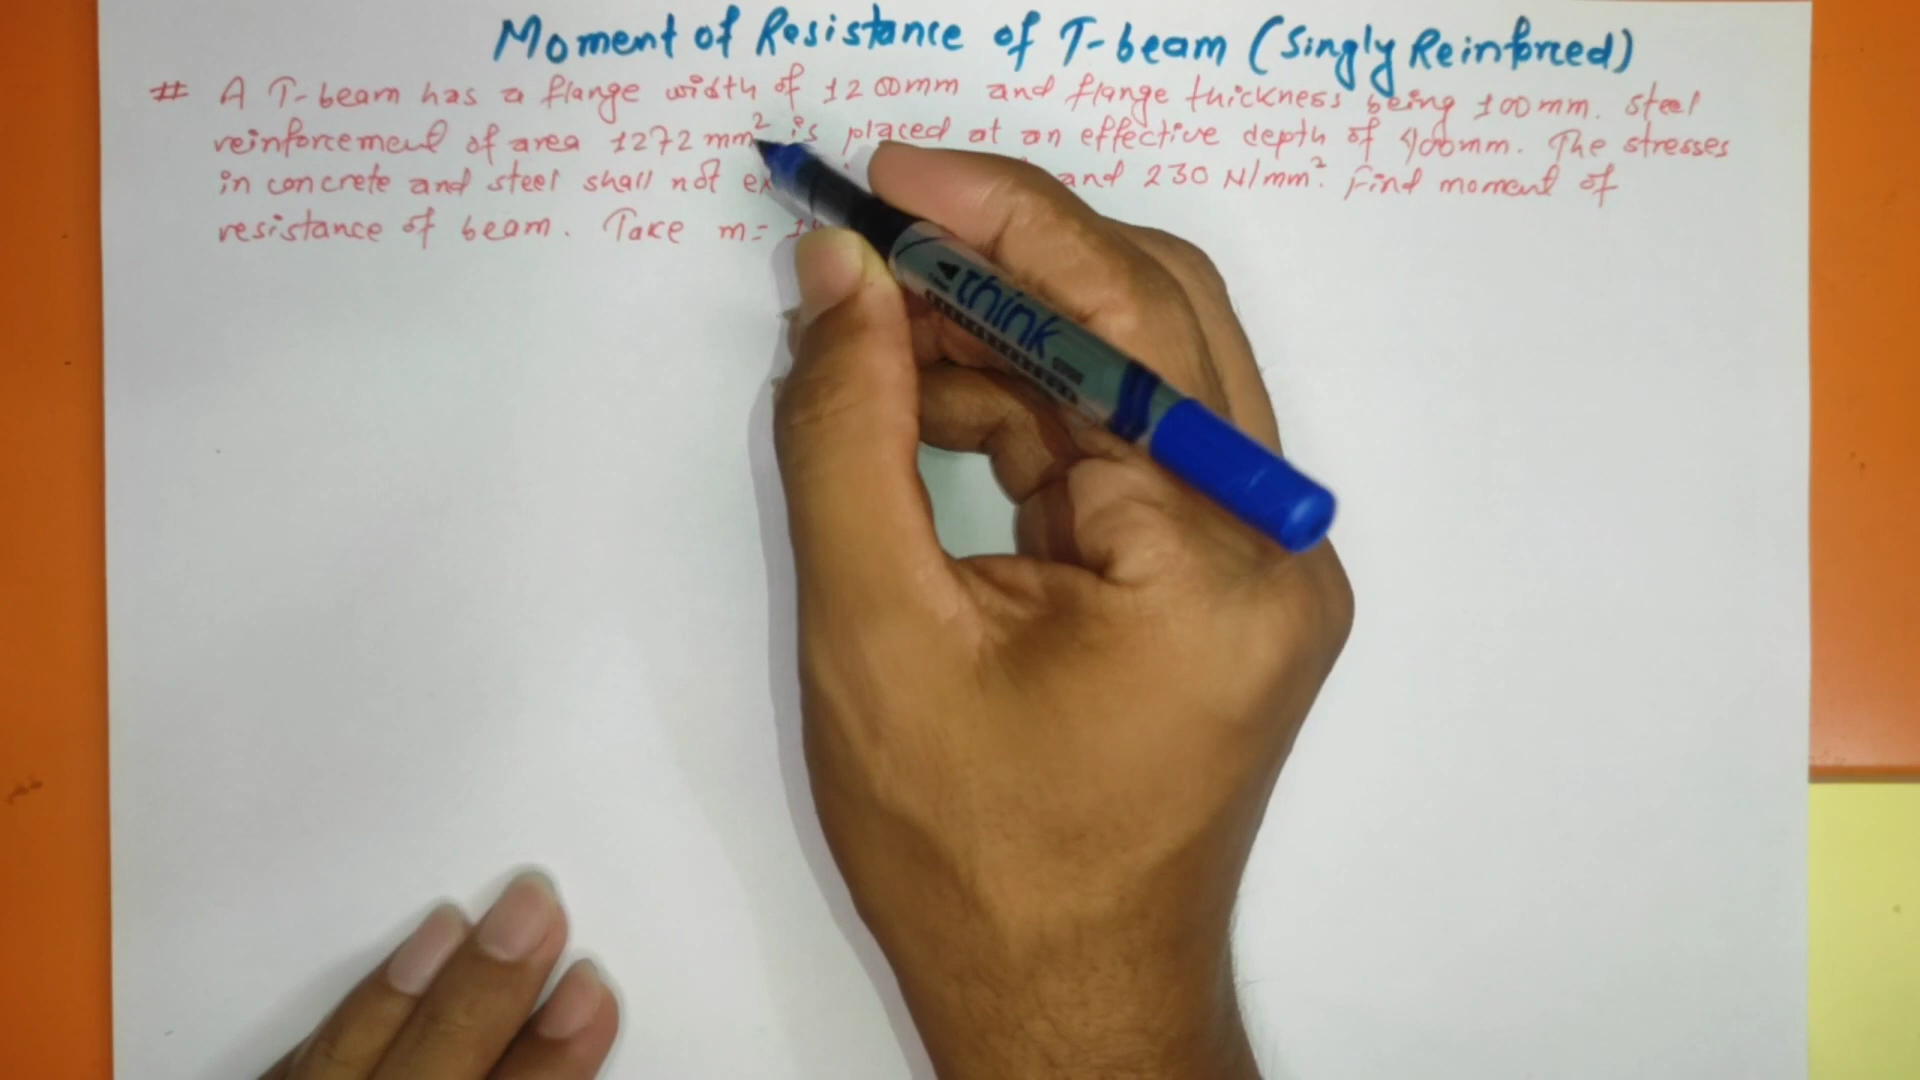 Moment of Resistance of T-beam (Singly Reinforced)
# A T-beam has a flange width of 1200mm and flange thickness being 100mm. Steel
reinforcement of area 1272 mm² is placed at an effective depth of 400mm. The stresses
in concrete and steel shall not and 230 N/mm². Find moment of
resistance of beam. Take m=
think